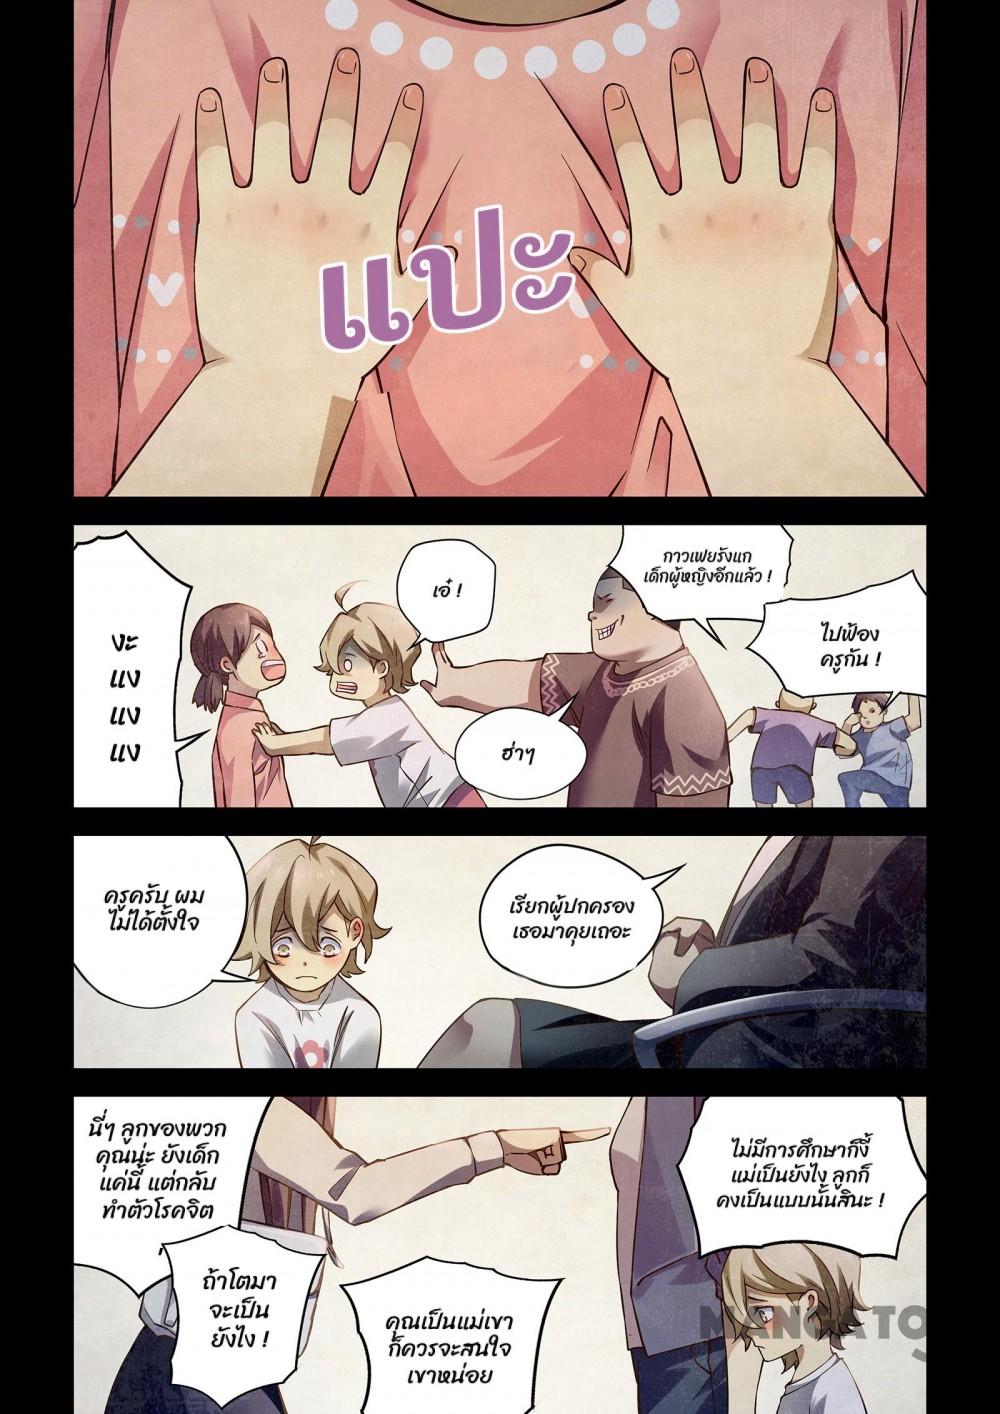 แปะ
งะ
แง
แง
แง
เอ๋ !
กาวเฟยรังแก
เด็กผู้หญิงอีกแล้ว !
ไปฟ้อง
ครูกัน !
ฮ่าๆ
ครูครับ ผม
ไม่ได้ตั้งใจ
เรียกผู้ปกครอง
เธอมาคุยเถอะ
นี่ๆ ลูกของพวก
คุณน่ะ ยังเด็ก
แค่นี้ แต่กลับ
ทำตัวโรคจิต
ถ้าโตมา
จะเป็น
ยังไง !
ไม่มีการศึกษาก็งี้
แม่เป็นยังไง ลูกก็
คงเป็นแบบนั้นสินะ !
คุณเป็นแม่เขา
ก็ควรจะสนใจ
เขาหน่อย
MANGATO